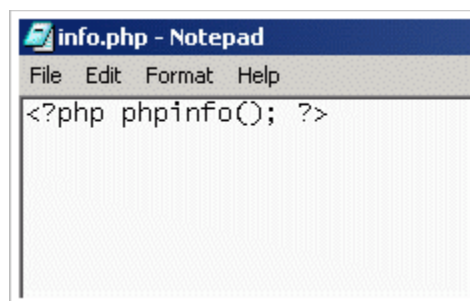 info.php - Notepad
File Edit Format Help
<?php phpinfo(); ?>